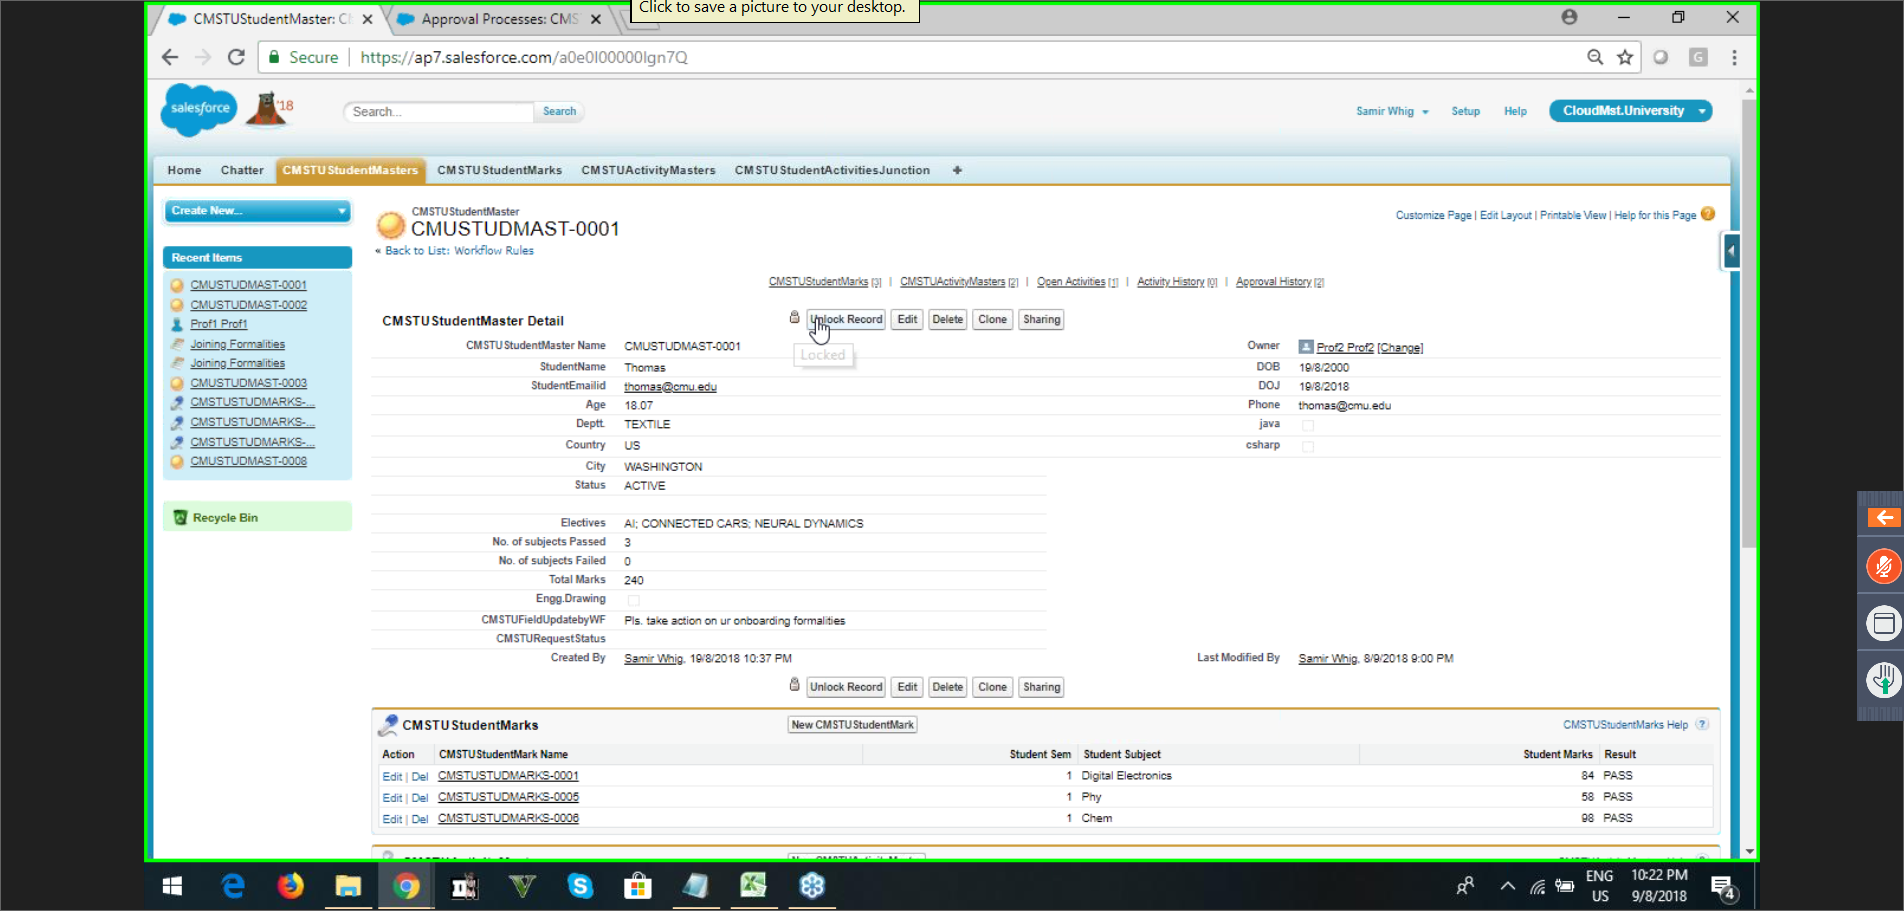 Click to save a picture to your desktop.
CMSTUStudentMaster: C
Approval Processes: CMS
Secure
https://ap7.salesforce.com/a0e0I00000Ign7Q
G
salesforce
'18
Search...
Search
Samir Whig
Setup
Help
CloudMst.University
Home
Chatter
CMSTUStudentMasters
CMSTUStudentMarks
CMSTUActivityMasters
CMSTUStudentActivitiesJunction
+
Create New...
Recent Items
CMUSTUDMAST-0001
CMUSTUDMAST-0002
Prof1 Prof1
Joining Formalities
Joining Formalities
CMUSTUDMAST-0003
CMSTUSTUDMARKS-...
CMSTUSTUDMARKS-...
CMSTUSTUDMARKS-...
CMUSTUDMAST-0008
Recycle Bin
CMSTUStudentMaster
CMUSTUDMAST-0001
« Back to List: Workflow Rules
Customize Page | Edit Layout | Printable View | Help for this Page
CMSTUStudentMarks [3] | CMSTUActivityMasters [2] | Open Activities [1] | Activity History [0] | Approval History [2]
CMSTUStudentMaster Detail
Unlock Record Edit Delete Clone Sharing
Locked
CMSTUStudentMaster Name CMUSTUDMAST-0001
Owner Prof2 Prof2 [Change]
StudentName Thomas
DOB 19/8/2000
StudentEmailid thomas@cmu.edu
DOJ 19/8/2018
Age 18.07
Phone thomas@cmu.edu
Deptt. TEXTILE
java
Country US
csharp
City WASHINGTON
Status ACTIVE
Electives AI; CONNECTED CARS; NEURAL DYNAMICS
No. of subjects Passed 3
No. of subjects Failed 0
Total Marks 240
Engg.Drawing
CMSTUFieldUpdatebyWF Pls. take action on ur onboarding formalities
CMSTURequestStatus
Created By Samir Whig, 19/8/2018 10:37 PM
Last Modified By Samir Whig, 8/9/2018 9:00 PM
Unlock Record Edit Delete Clone Sharing
CMSTUStudentMarks
New CMSTUStudentMark
CMSTUStudentMarks Help ?
Action CMSTUStudentMark Name Student Sem Student Subject Student Marks Result
Edit | Del CMSTUSTUDMARKS-0001 1 Digital Electronics 84 PASS
Edit | Del CMSTUSTUDMARKS-0005 1 Phy 58 PASS
Edit | Del CMSTUSTUDMARKS-0006 1 Chem 98 PASS
ENG
US
10:22 PM
9/8/2018
4